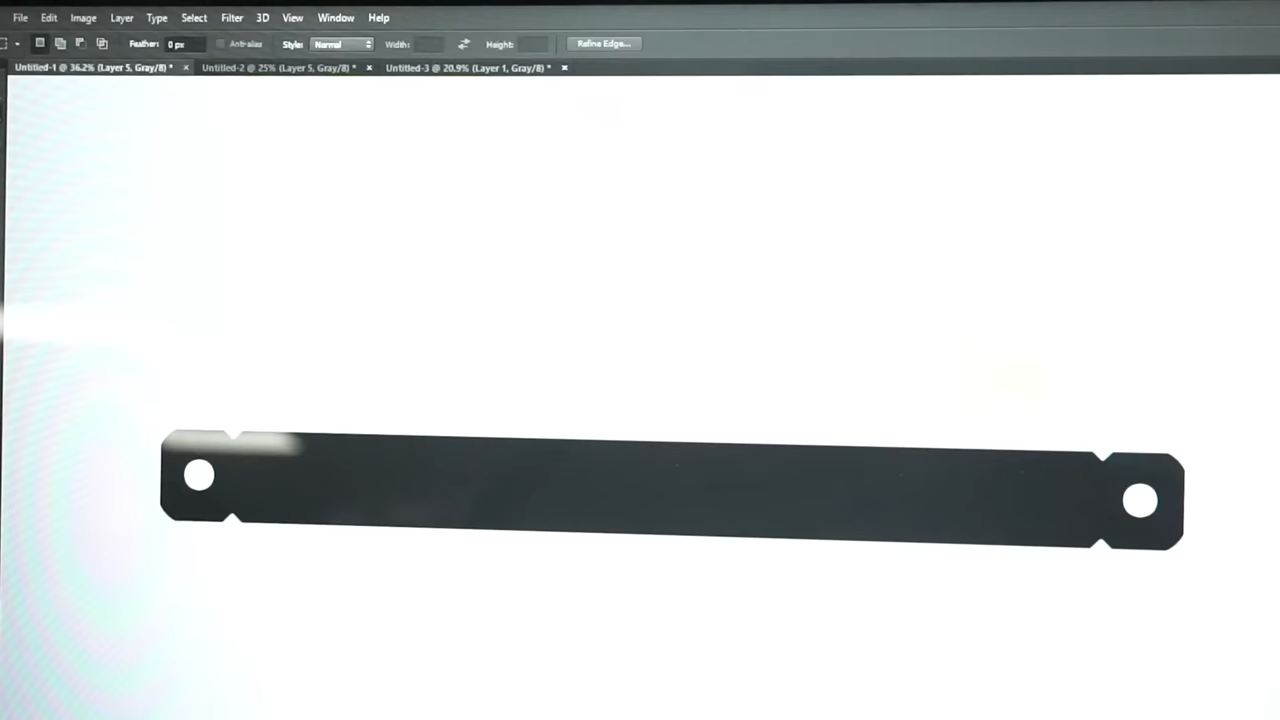 File Edit Image Layer Type Select Filter 3D View Window Help
Feather: 0 px Anti-alias Style: Normal Width: Height: Refine Edge...
Untitled-1 @ 36.2% (Layer 5, Gray/8) * × Untitled-2 @ 25% (Layer 5, Gray/8) * × Untitled-3 @ 20.9% (Layer 1, Gray/8) * ×